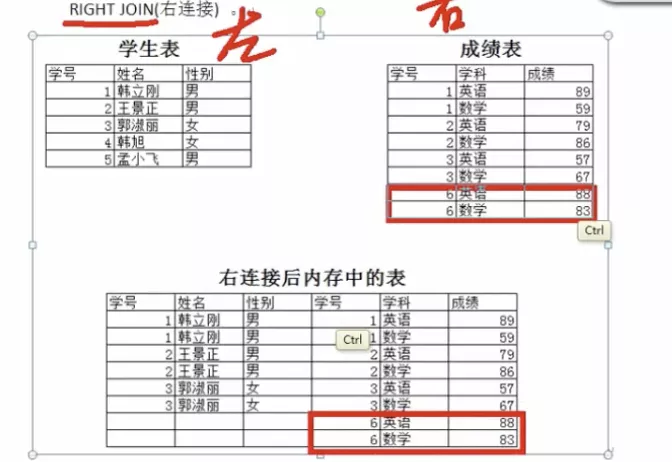 RIGHT JOIN(右连接) 。
左 右
学生表 成绩表
学号 姓名 性别 学号 学科 成绩
1 韩立刚 男 1 英语 89
2 王景正 男 1 数学 59
3 郭淑丽 女 2 英语 79
4 韩旭 女 2 数学 86
5 孟小飞 男 3 英语 57
3 数学 67
6 英语 88
6 数学 83
Ctrl
右连接后内存中的表
学号 姓名 性别 学号 学科 成绩
1 韩立刚 男 1 英语 89
1 韩立刚 男 Ctrl 1 数学 59
2 王景正 男 2 英语 79
2 王景正 男 2 数学 86
3 郭淑丽 女 3 英语 57
3 郭淑丽 女 3 数学 67
6 英语 88
6 数学 83